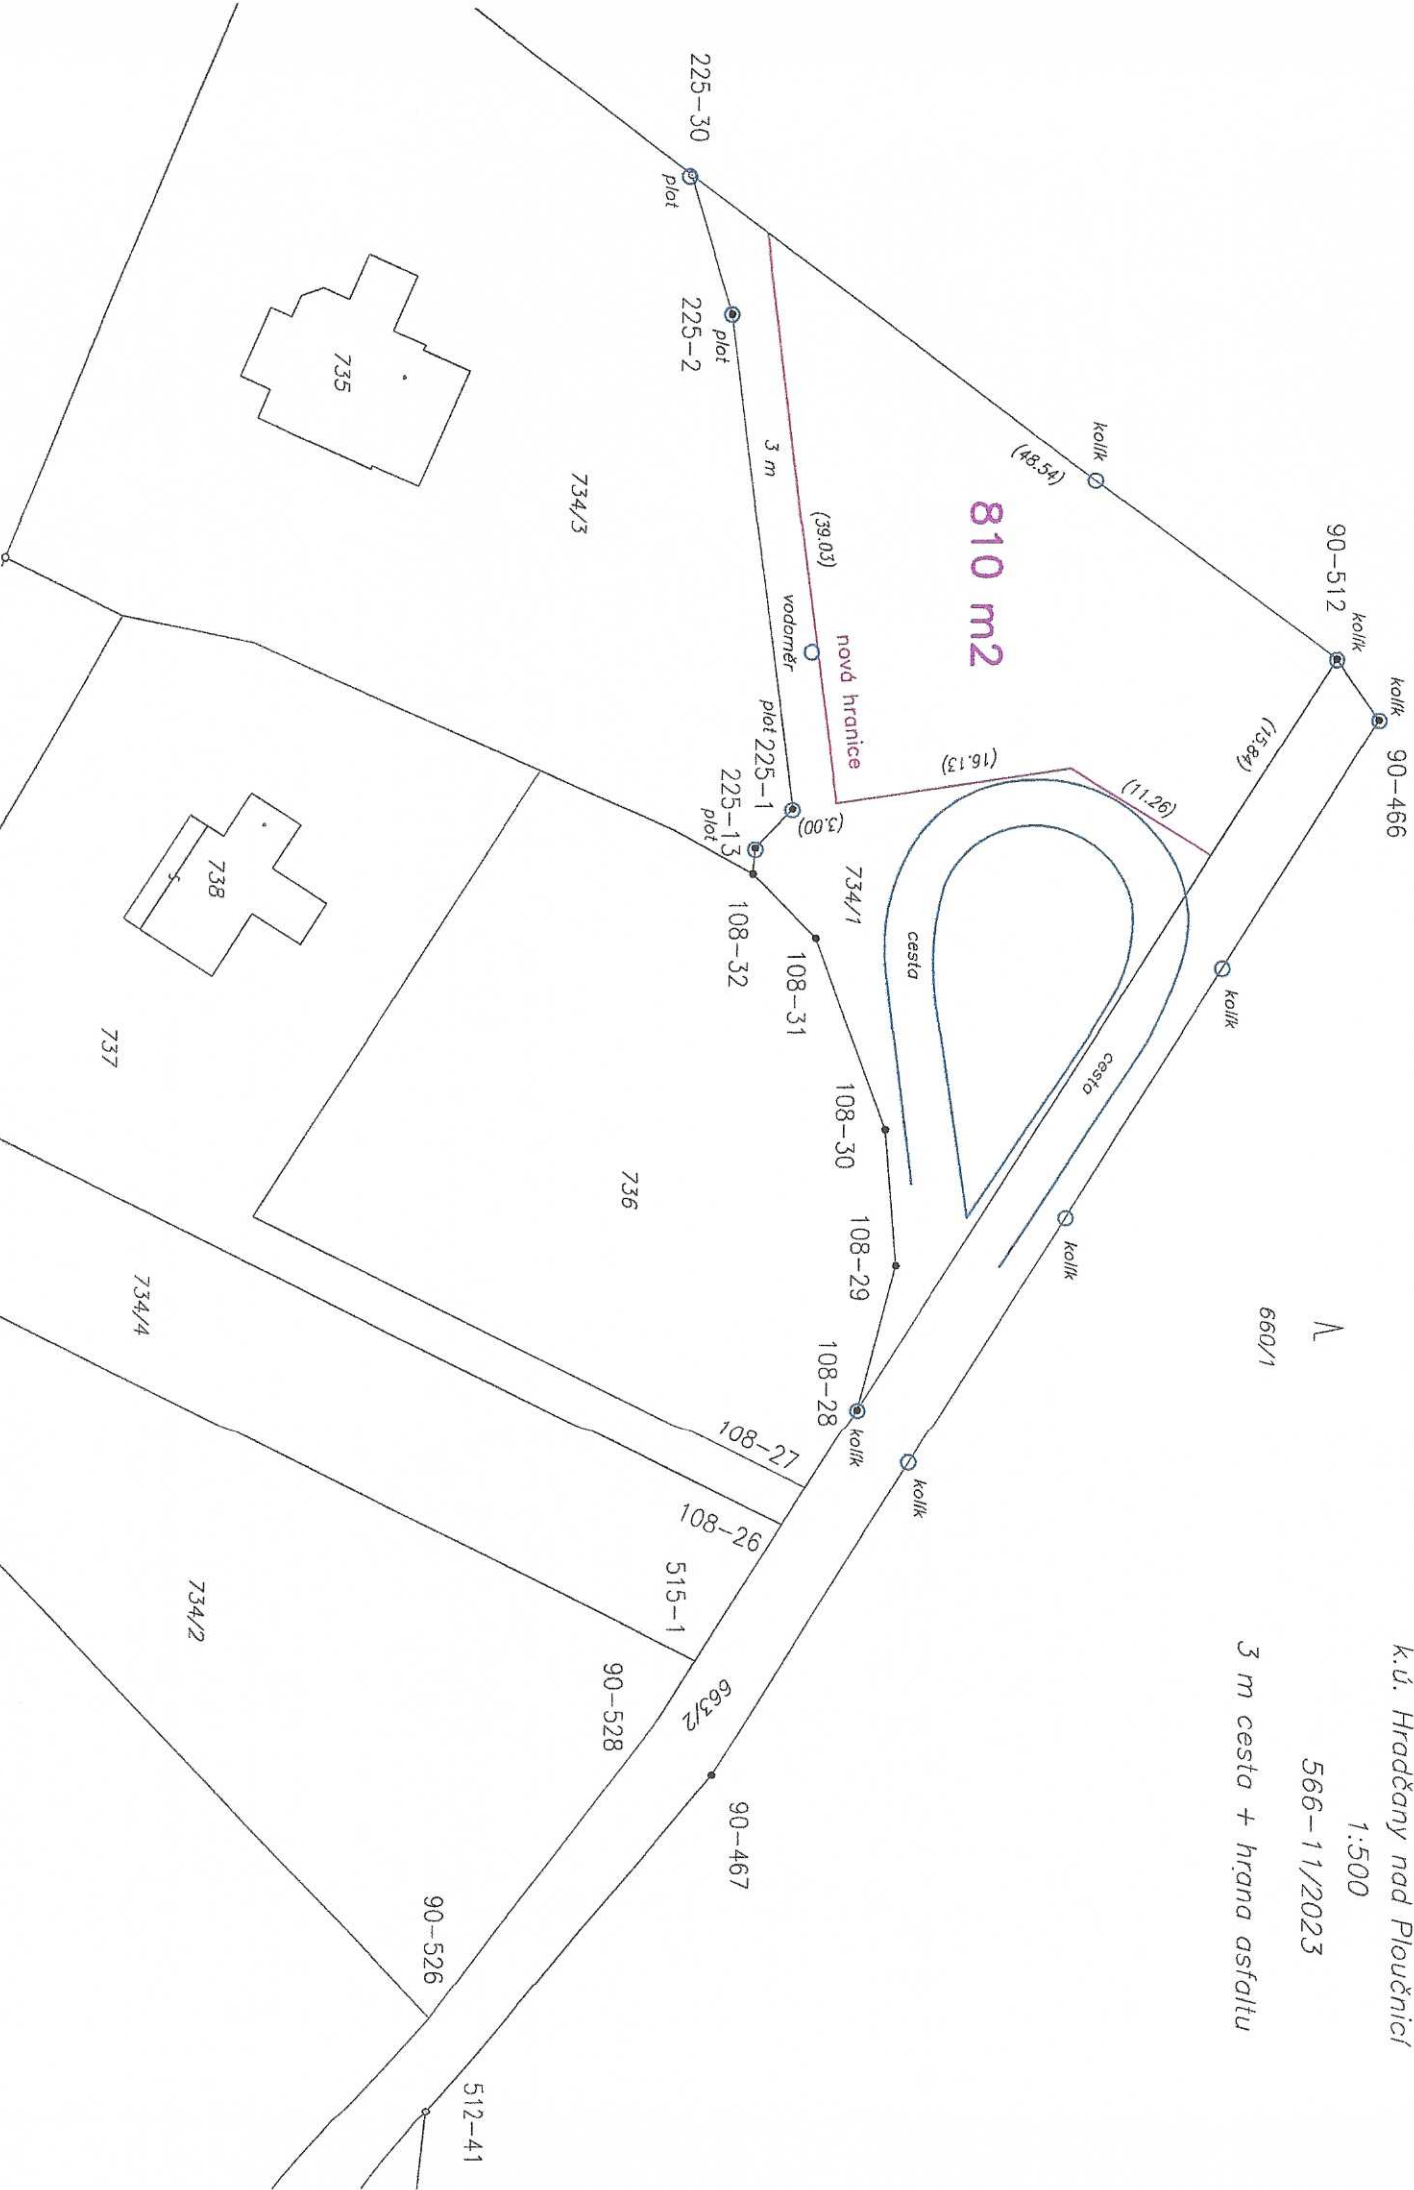 k.ú. Hradčany nad Ploučnicí
1:500
566-11/2023
3 m cesta + hrana asfaltu
660/1
90-466
kolík
90-512
kolík
(15.84)
kolík
kolík
kolík
kolík
(48.54)
810 m2
(11.26)
(16.13)
cesta
cesta
734/1
nová hranice
(39.03)
vodoměr
3 m
(3.00)
plot
225-1
225-13
plot
225-30
plot
225-2
plot
108-32
108-31
108-30
108-29
108-28
kolík
108-27
108-26
515-1
663/2
90-528
90-467
90-526
512-41
734/3
735
736
738
737
734/4
734/2